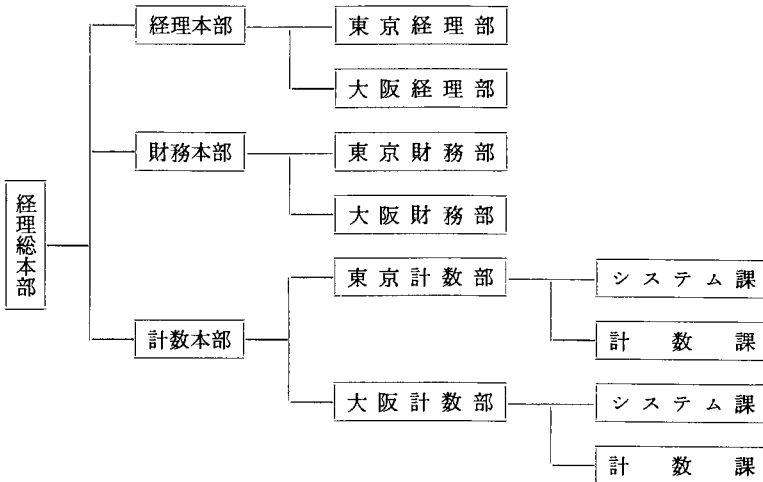 経理総本部
経理本部
東京経理部
大阪経理部
財務本部
東京財務部
大阪財務部
計数本部
東京計数部
システム課
計数課
大阪計数部
システム課
計数課